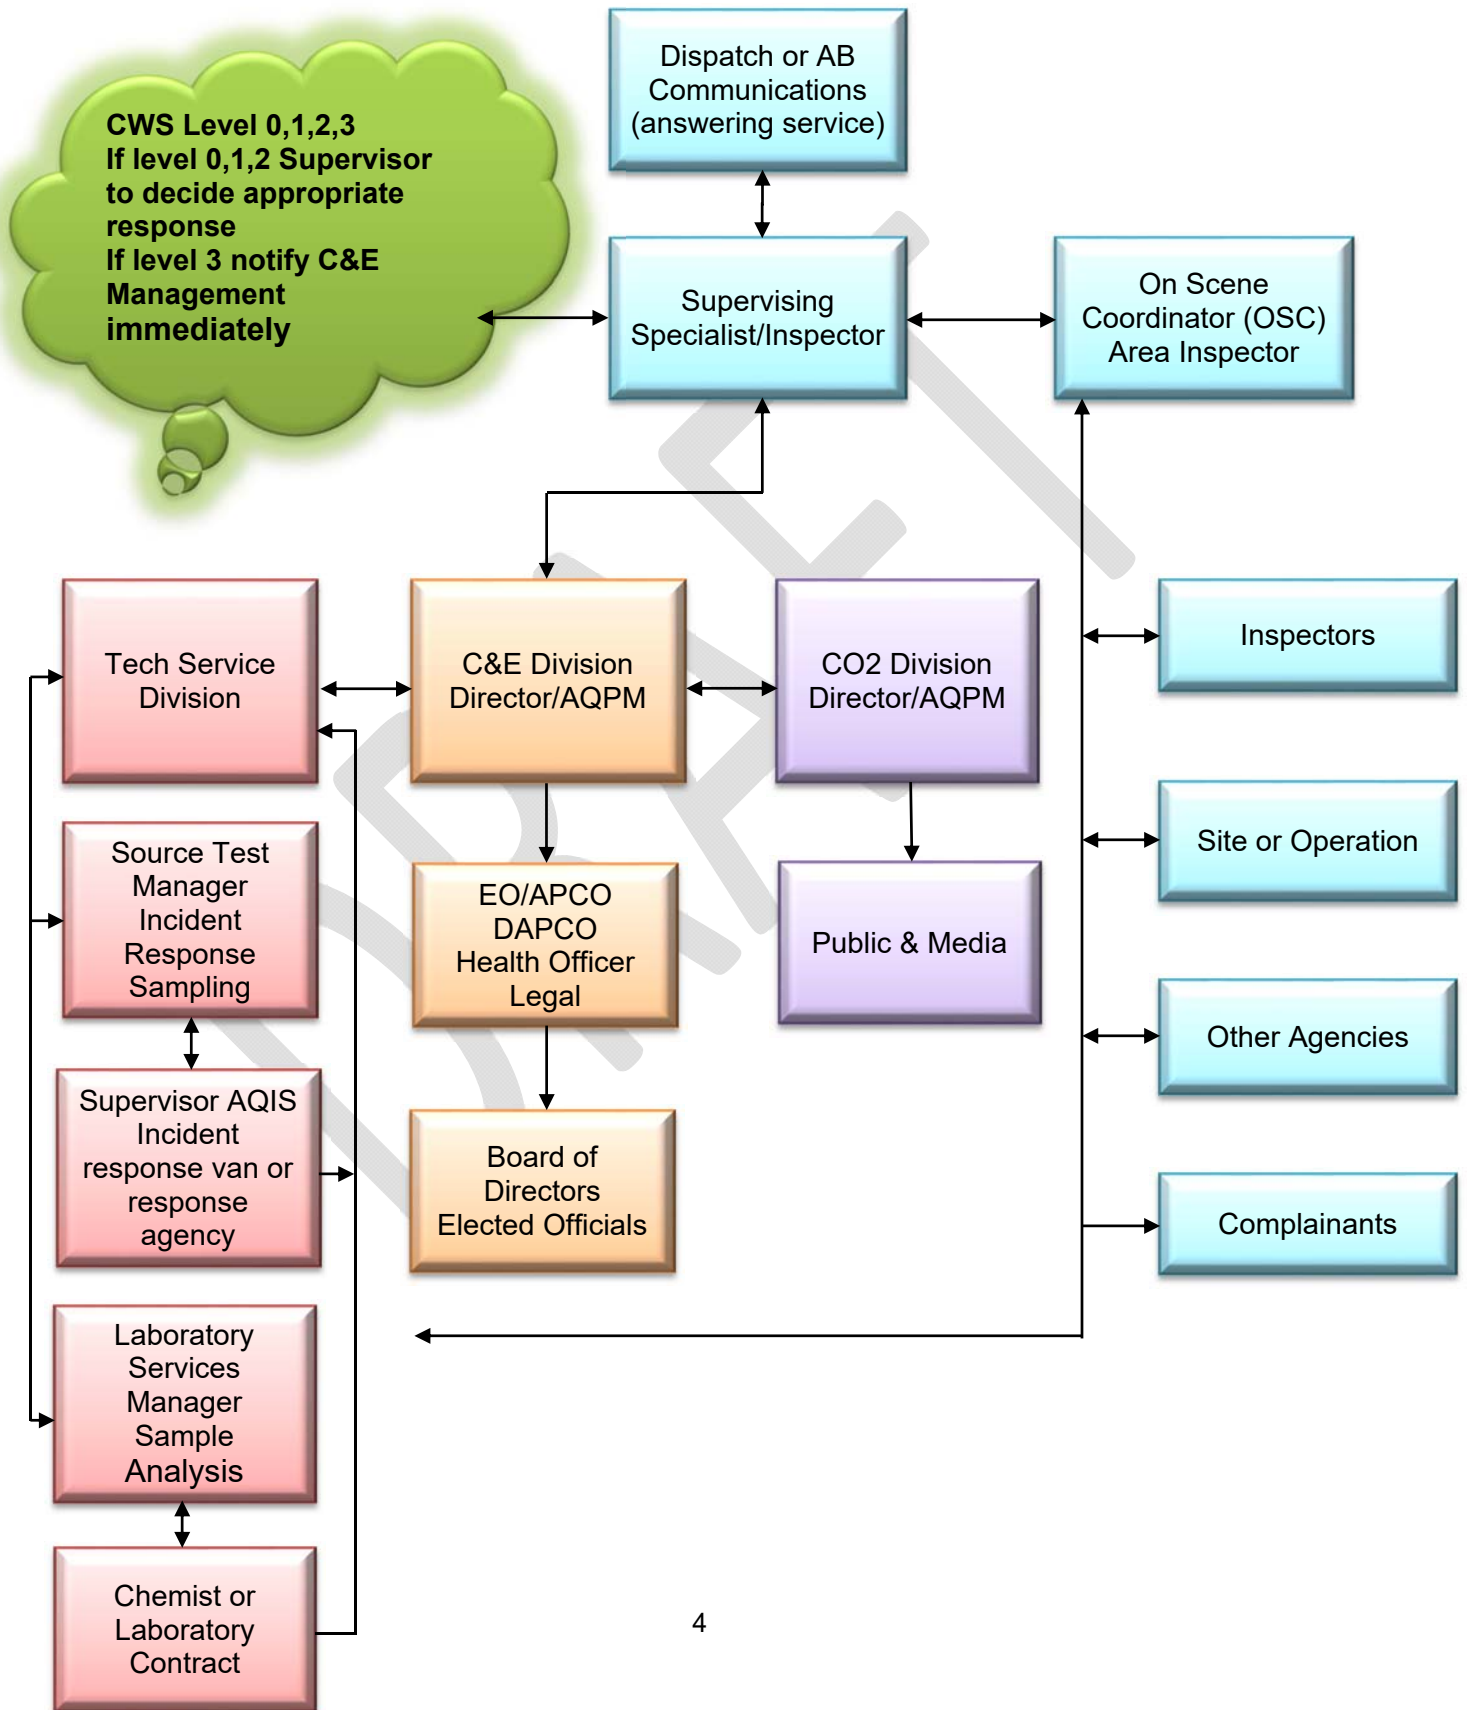 CWS Level 0,1,2,3
If level 0,1,2 Supervisor
to decide appropriate
response
If level 3 notify C&E
Management
immediately
Dispatch or AB
Communications
(answering service)
Supervising
Specialist/Inspector
On Scene
Coordinator (OSC)
Area Inspector
Tech Service
Division
C&E Division
Director/AQPM
CO2 Division
Director/AQPM
Inspectors
Site or Operation
Source Test
Manager
Incident
Response
Sampling
EO/APCO
DAPCO
Health Officer
Legal
Public & Media
Other Agencies
Supervisor AQIS
Incident
response van or
response
agency
Board of
Directors
Elected Officials
Complainants
Laboratory
Services
Manager
Sample
Analysis
Chemist or
Laboratory
Contract
4
DRAFT